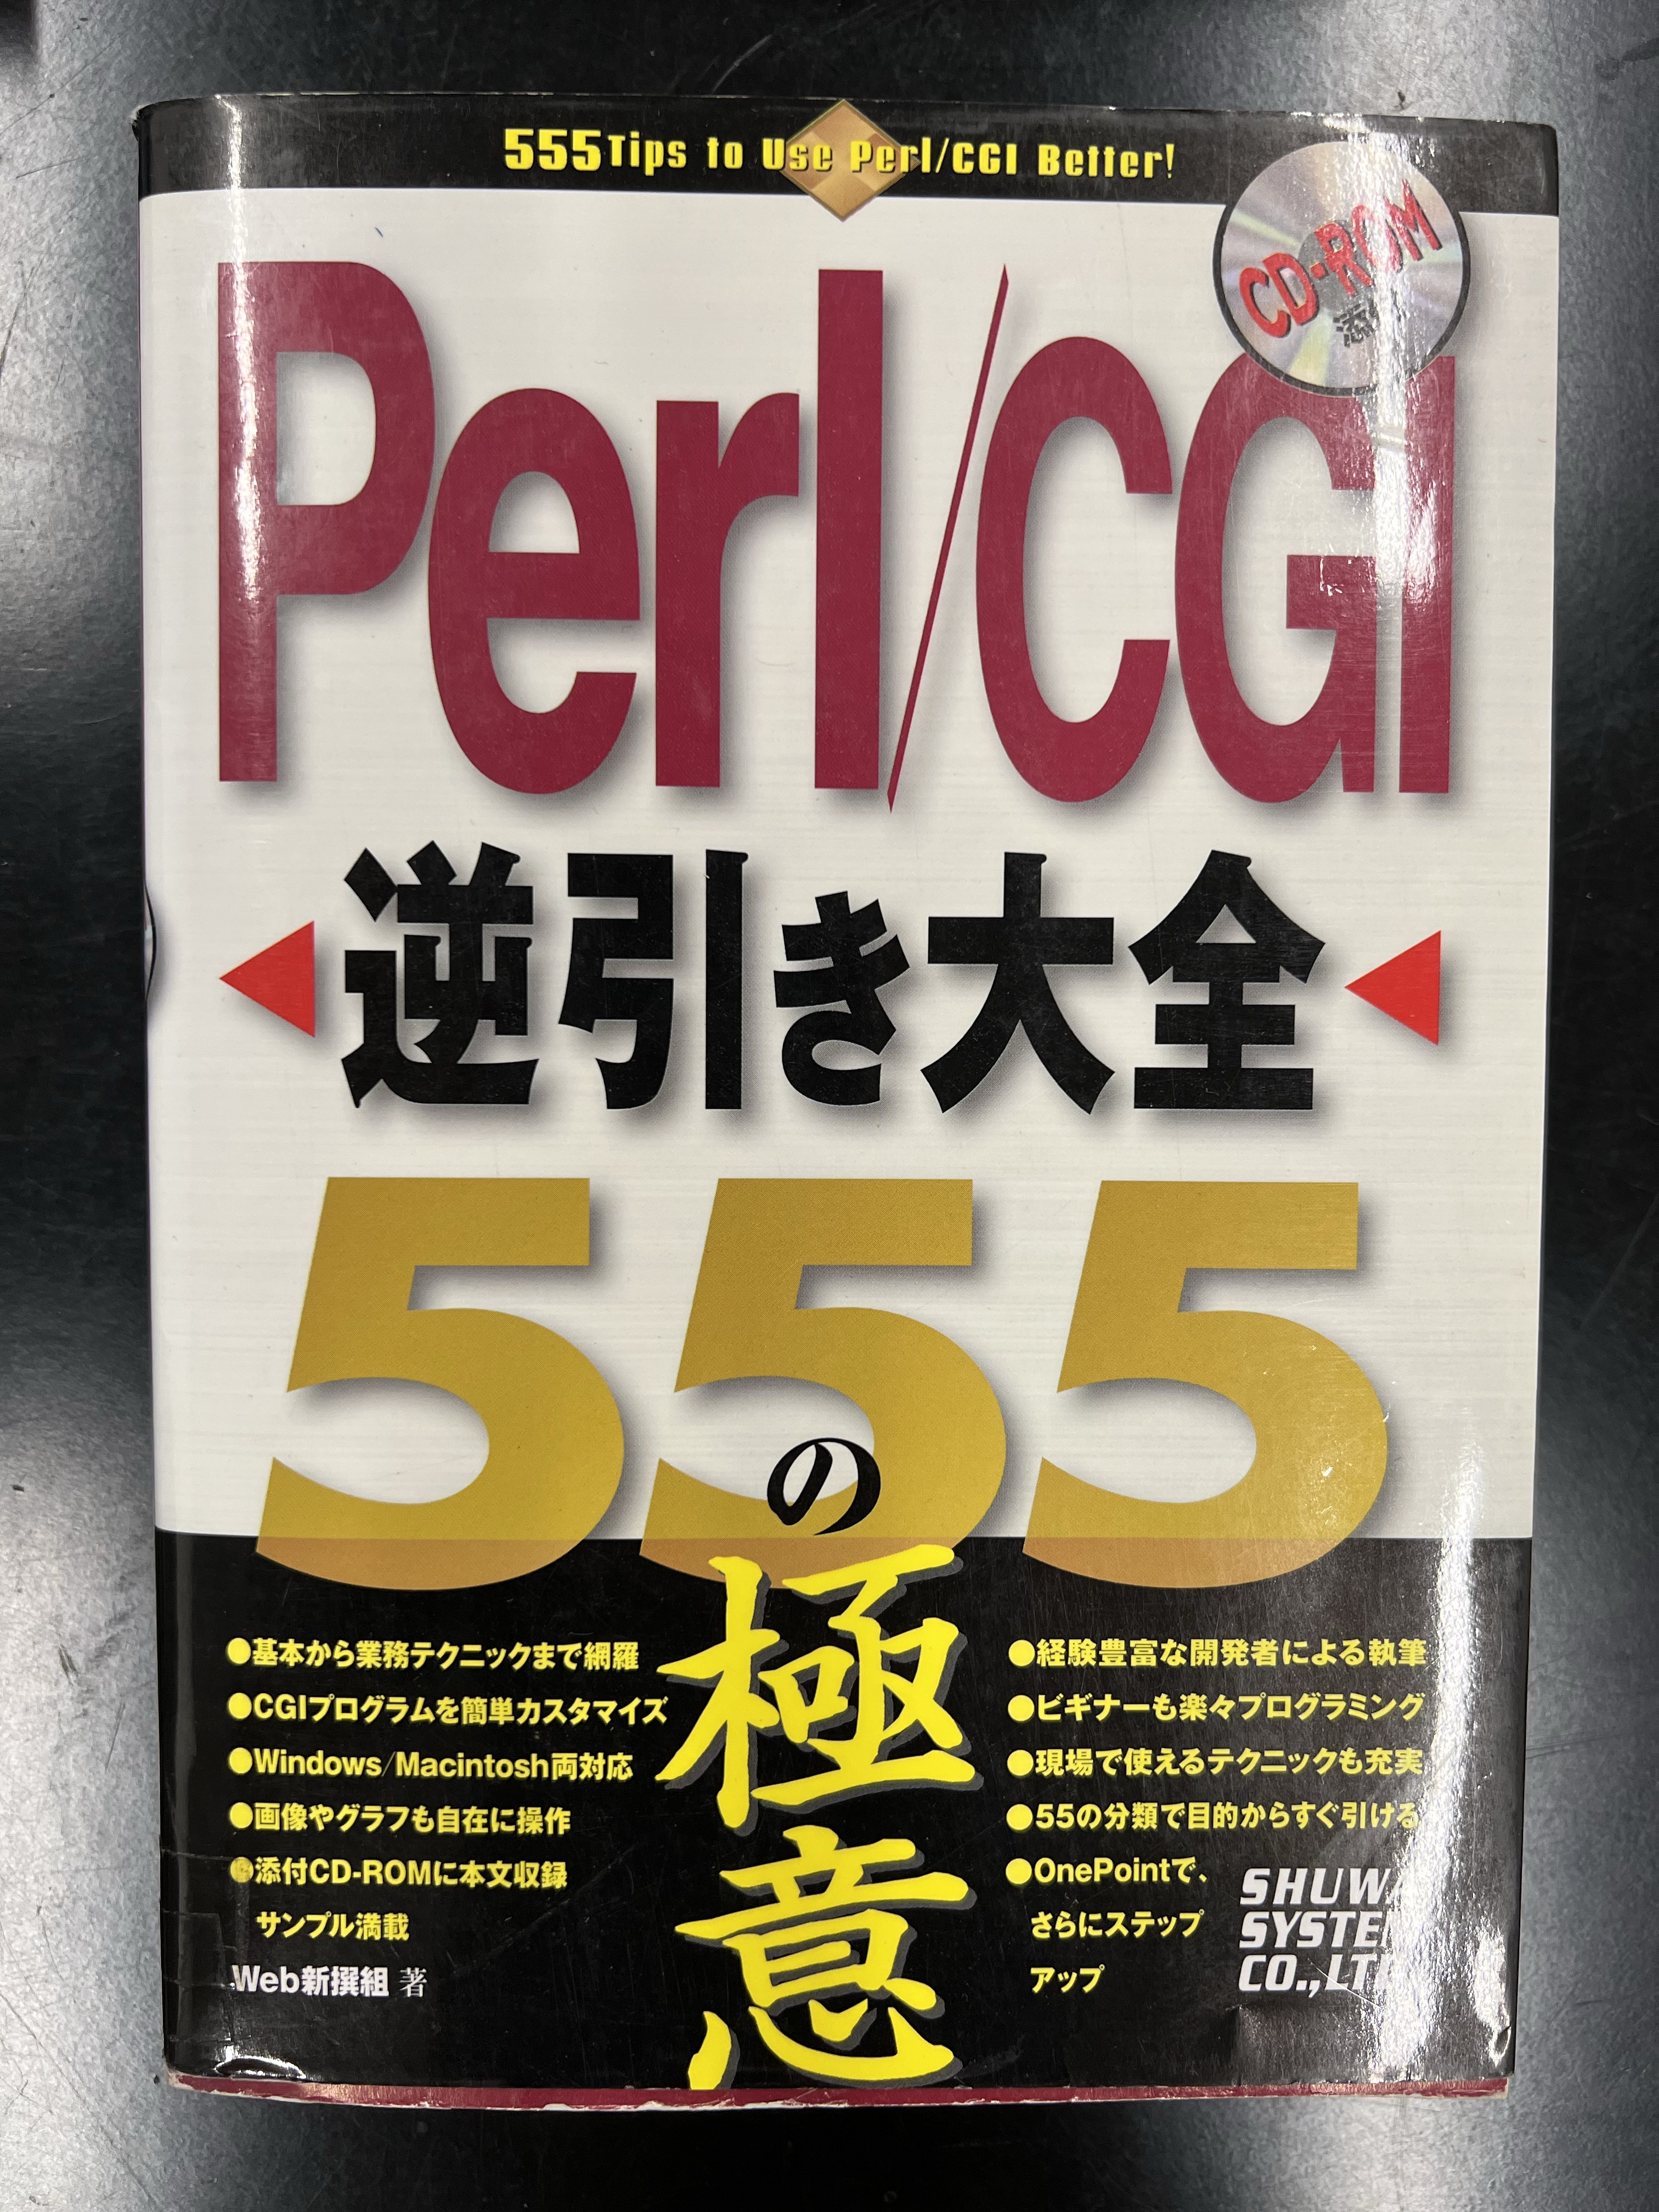 555 Tips to Use Perl/CGI Better!
CD-ROM
Perl/CGI
逆引き大全
555
の
極意
●基本から業務テクニックまで網羅
●CGIプログラムを簡単カスタマイズ
●Windows/Macintosh両対応
●画像やグラフも自在に操作
●添付CD-ROMに本文収録
サンプル満載
Web新撰組 著
●経験豊富な開発者による執筆
●ビギナーも楽々プログラミング
●現場で使えるテクニックも充実
●55の分類で目的からすぐ引ける
●OnePointで、
さらにステップ
アップ
SHUWA
SYSTEM
CO.,LTD.